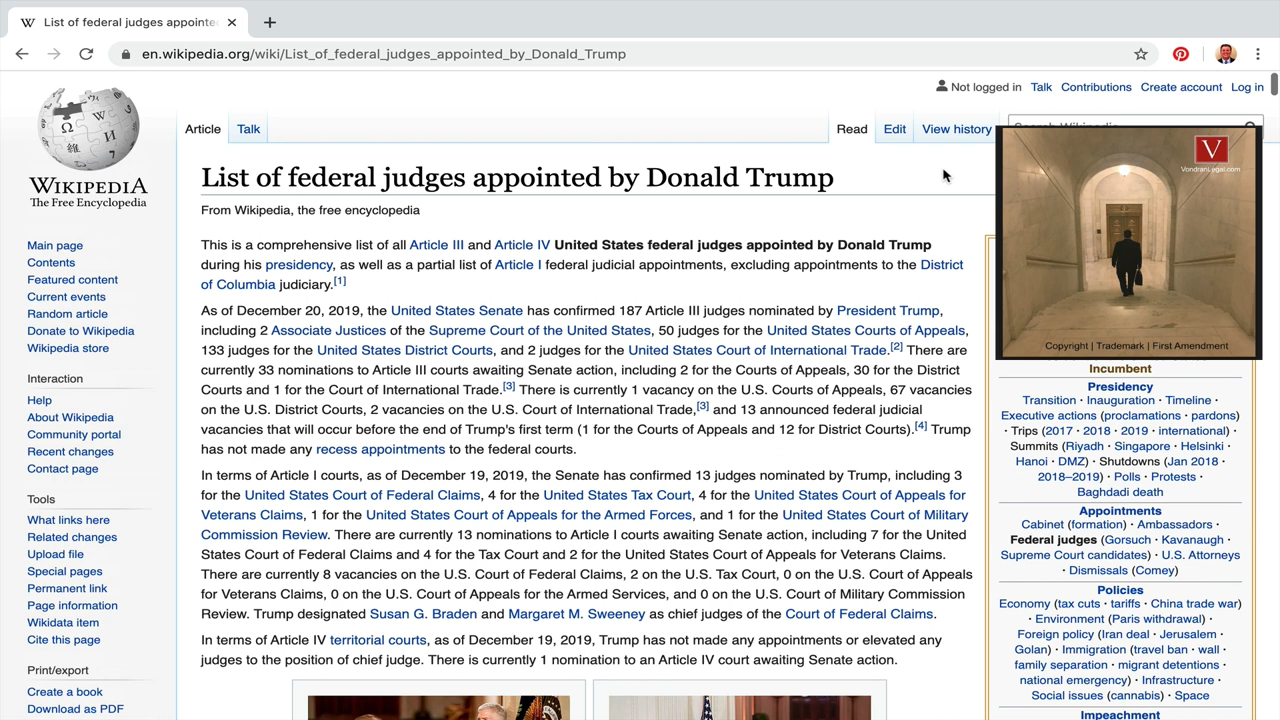 List of federal judges appointe
en.wikipedia.org/wiki/List_of_federal_judges_appointed_by_Donald_Trump
Not logged in Talk Contributions Create account Log in
Article Talk Read Edit View history
WIKIPEDIA
The Free Encyclopedia
Main page
Contents
Featured content
Current events
Random article
Donate to Wikipedia
Wikipedia store
Interaction
Help
About Wikipedia
Community portal
Recent changes
Contact page
Tools
What links here
Related changes
Upload file
Special pages
Permanent link
Page information
Wikidata item
Cite this page
Print/export
Create a book
Download as PDF
List of federal judges appointed by Donald Trump
From Wikipedia, the free encyclopedia
This is a comprehensive list of all Article III and Article IV United States federal judges appointed by Donald Trump
during his presidency, as well as a partial list of Article I federal judicial appointments, excluding appointments to the District
of Columbia judiciary.[1]
As of December 20, 2019, the United States Senate has confirmed 187 Article III judges nominated by President Trump,
including 2 Associate Justices of the Supreme Court of the United States, 50 judges for the United States Courts of Appeals,
133 judges for the United States District Courts, and 2 judges for the United States Court of International Trade.[2] There are
currently 33 nominations to Article III courts awaiting Senate action, including 2 for the Courts of Appeals, 30 for the District
Courts and 1 for the Court of International Trade.[3] There is currently 1 vacancy on the U.S. Courts of Appeals, 67 vacancies
on the U.S. District Courts, 2 vacancies on the U.S. Court of International Trade,[3] and 13 announced federal judicial
vacancies that will occur before the end of Trump's first term (1 for the Courts of Appeals and 12 for District Courts).[4] Trump
has not made any recess appointments to the federal courts.
In terms of Article I courts, as of December 19, 2019, the Senate has confirmed 13 judges nominated by Trump, including 3
for the United States Court of Federal Claims, 4 for the United States Tax Court, 4 for the United States Court of Appeals for
Veterans Claims, 1 for the United States Court of Appeals for the Armed Forces, and 1 for the United States Court of Military
Commission Review. There are currently 13 nominations to Article I courts awaiting Senate action, including 7 for the United
States Court of Federal Claims and 4 for the Tax Court and 2 for the United States Court of Appeals for Veterans Claims.
There are currently 8 vacancies on the U.S. Court of Federal Claims, 2 on the U.S. Tax Court, 0 on the U.S. Court of Appeals
for Veterans Claims, 0 on the U.S. Court of Appeals for the Armed Services, and 0 on the U.S. Court of Military Commission
Review. Trump designated Susan G. Braden and Margaret M. Sweeney as chief judges of the Court of Federal Claims.
In terms of Article IV territorial courts, as of December 19, 2019, Trump has not made any appointments or elevated any
judges to the position of chief judge. There is currently 1 nomination to an Article IV court awaiting Senate action.
V
VondranLegal.com
Copyright | Trademark | First Amendment
Incumbent
Presidency
Transition · Inauguration · Timeline ·
Executive actions (proclamations · pardons)
· Trips (2017 · 2018 · 2019 · international) ·
Summits (Riyadh · Singapore · Helsinki ·
Hanoi · DMZ) · Shutdowns (Jan 2018 ·
2018–2019) · Polls · Protests ·
Baghdadi death
Appointments
Cabinet (formation) · Ambassadors ·
Federal judges (Gorsuch · Kavanaugh ·
Supreme Court candidates) · U.S. Attorneys
· Dismissals (Comey)
Policies
Economy (tax cuts · tariffs · China trade war)
· Environment (Paris withdrawal) ·
Foreign policy (Iran deal · Jerusalem ·
Golan) · Immigration (travel ban · wall ·
family separation · migrant detentions ·
national emergency) · Infrastructure ·
Social issues (cannabis) · Space
Impeachment